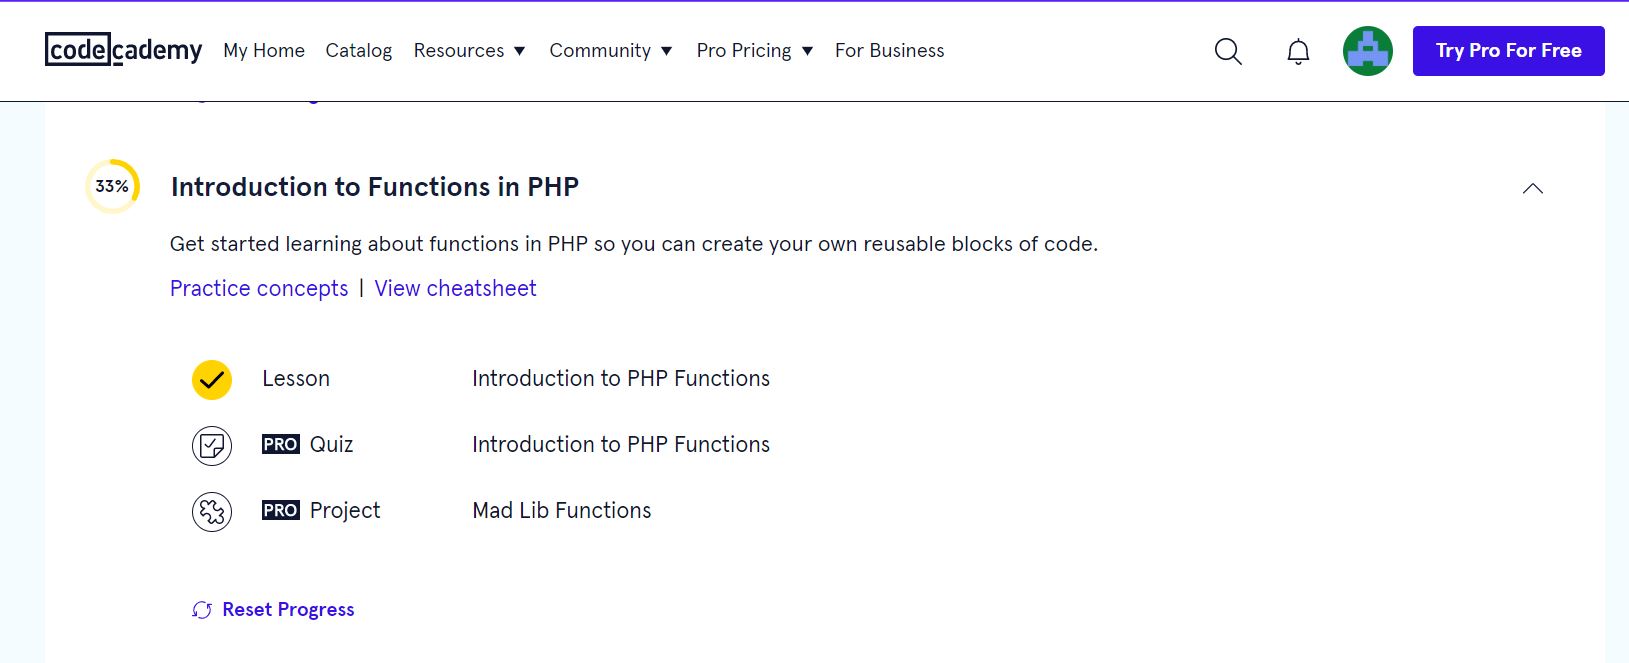 codecademy My Home Catalog Resources Community Pro Pricing For Business Try Pro For Free
33% Introduction to Functions in PHP
Get started learning about functions in PHP so you can create your own reusable blocks of code.
Practice concepts | View cheatsheet
Lesson Introduction to PHP Functions
PRO Quiz Introduction to PHP Functions
PRO Project Mad Lib Functions
Reset Progress